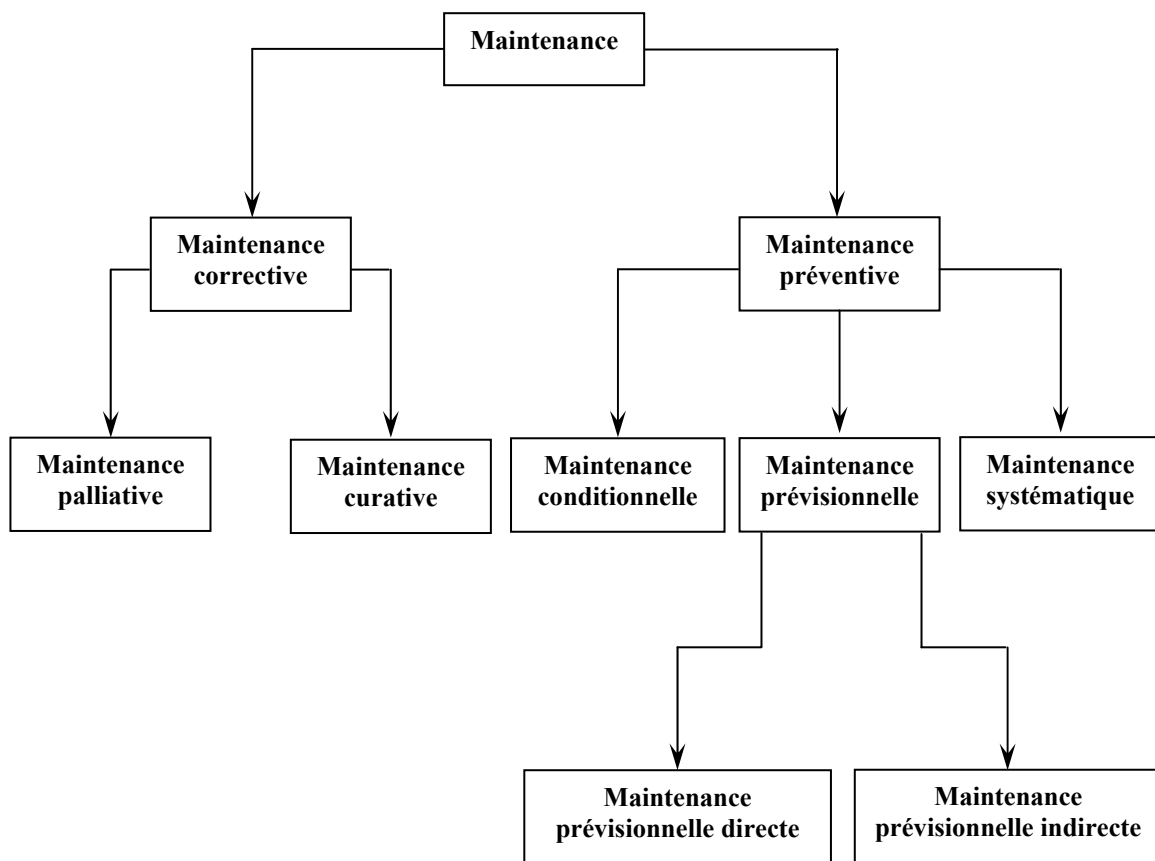 Maintenance
Maintenance
corrective
Maintenance
préventive
Maintenance
palliative
Maintenance
curative
Maintenance
conditionnelle
Maintenance
prévisionnelle
Maintenance
systématique
Maintenance
prévisionnelle directe
Maintenance
prévisionnelle indirecte